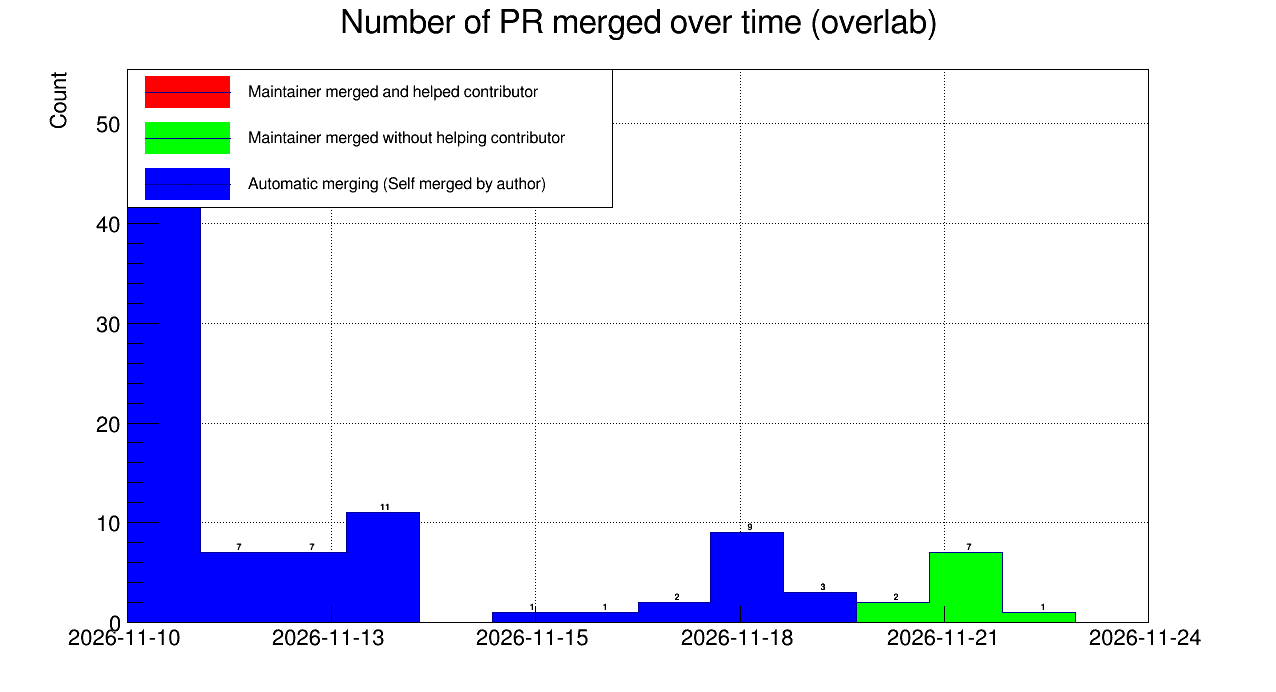 Number of PR merged over time (overlab)
Count
Maintainer merged and helped contributor
Maintainer merged without helping contributor
Automatic merging (Self merged by author)
50
40
30
20
10
0
7 7 11 1 1 2 9 3 2 7 1
2026-11-10 2026-11-13 2026-11-15 2026-11-18 2026-11-21 2026-11-24